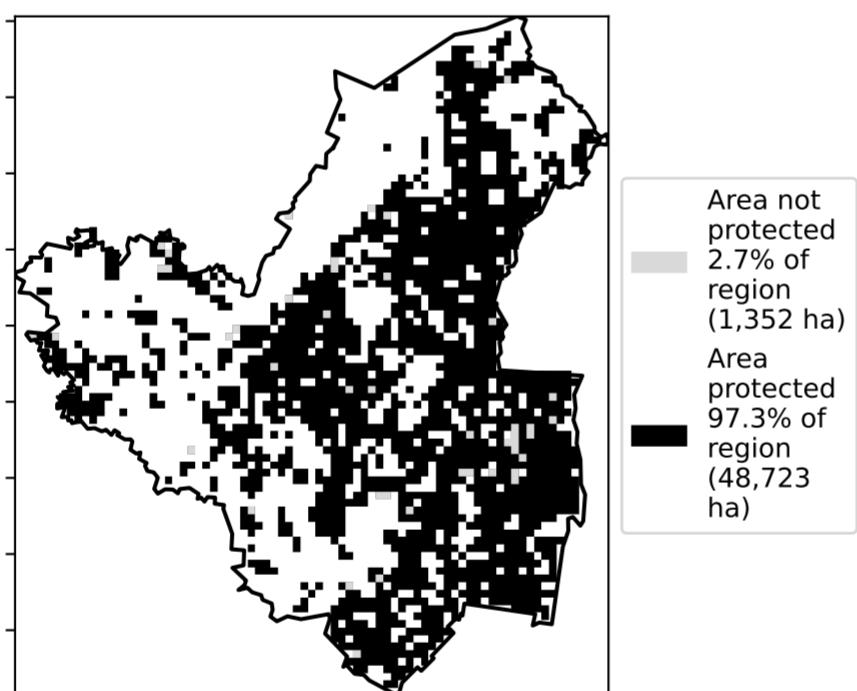 Area not
protected
2.7% of
region
(1,352 ha)
Area
protected
97.3% of
region
(48,723
ha)